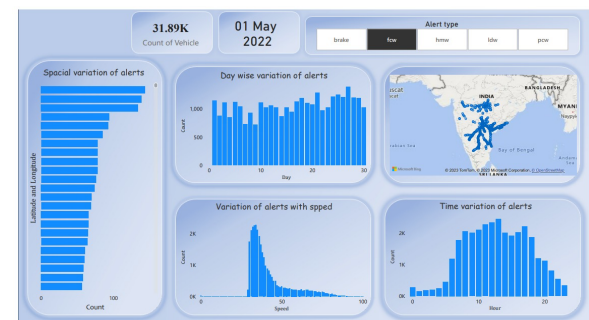 31.89K
Count of Vehicle
01 May
2022
Alert type
brake
fcw
hmw
ldw
pcw
Spacial variation of alerts
Latitude and Longitude
0
100
Count
Day wise variation of alerts
Count
1,000
500
0
0
10
20
30
Day
INDIA
BANGLADESH
MYAN
Naypyi
Bay of Bengal
SRI LANKA
Microsoft Bing
© 2023 TomTom, © 2023 Microsoft Corporation, © OpenStreetMap
Variation of alerts with spped
Count
2K
1K
0K
0
50
100
Speed
Time variation of alerts
Count
2K
1K
0K
0
10
20
Hour